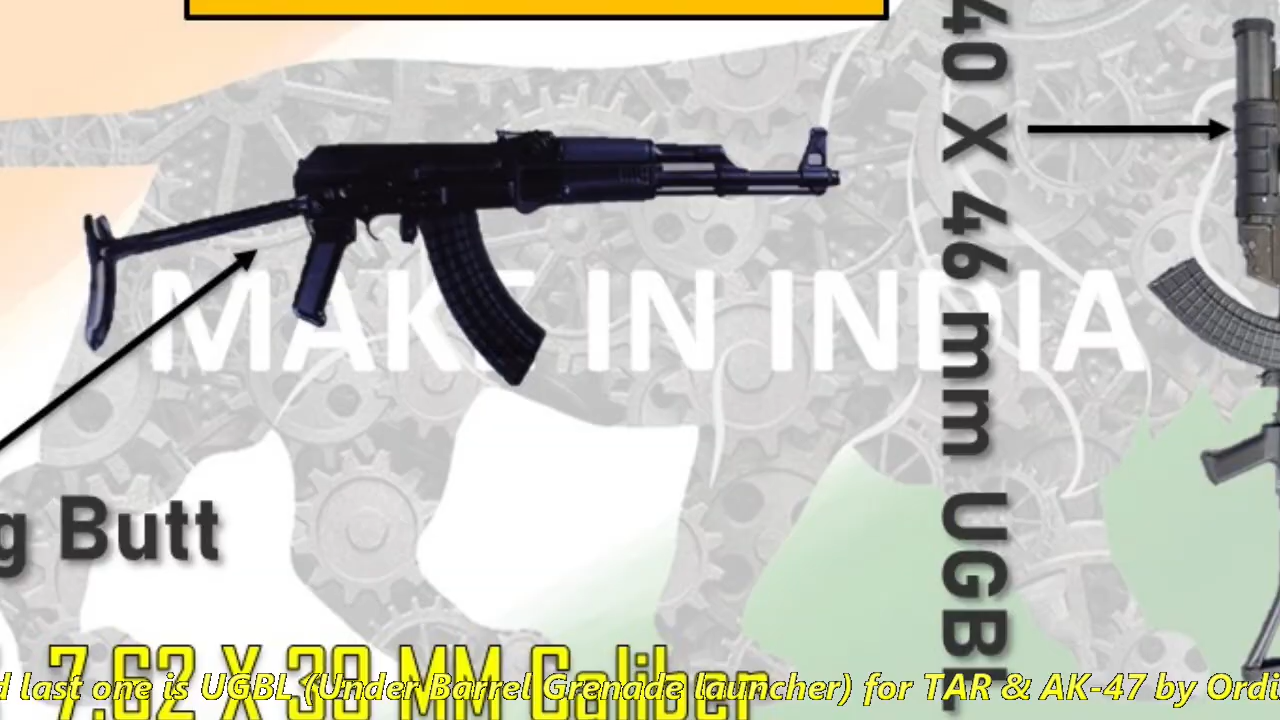 MAKE IN INDIA
40 X 46 mm UGBL
g Butt
7.62 X 39 MM Caliber
d last one is UGBL (Under Barrel Grenade launcher) for TAR & AK-47 by Ordi